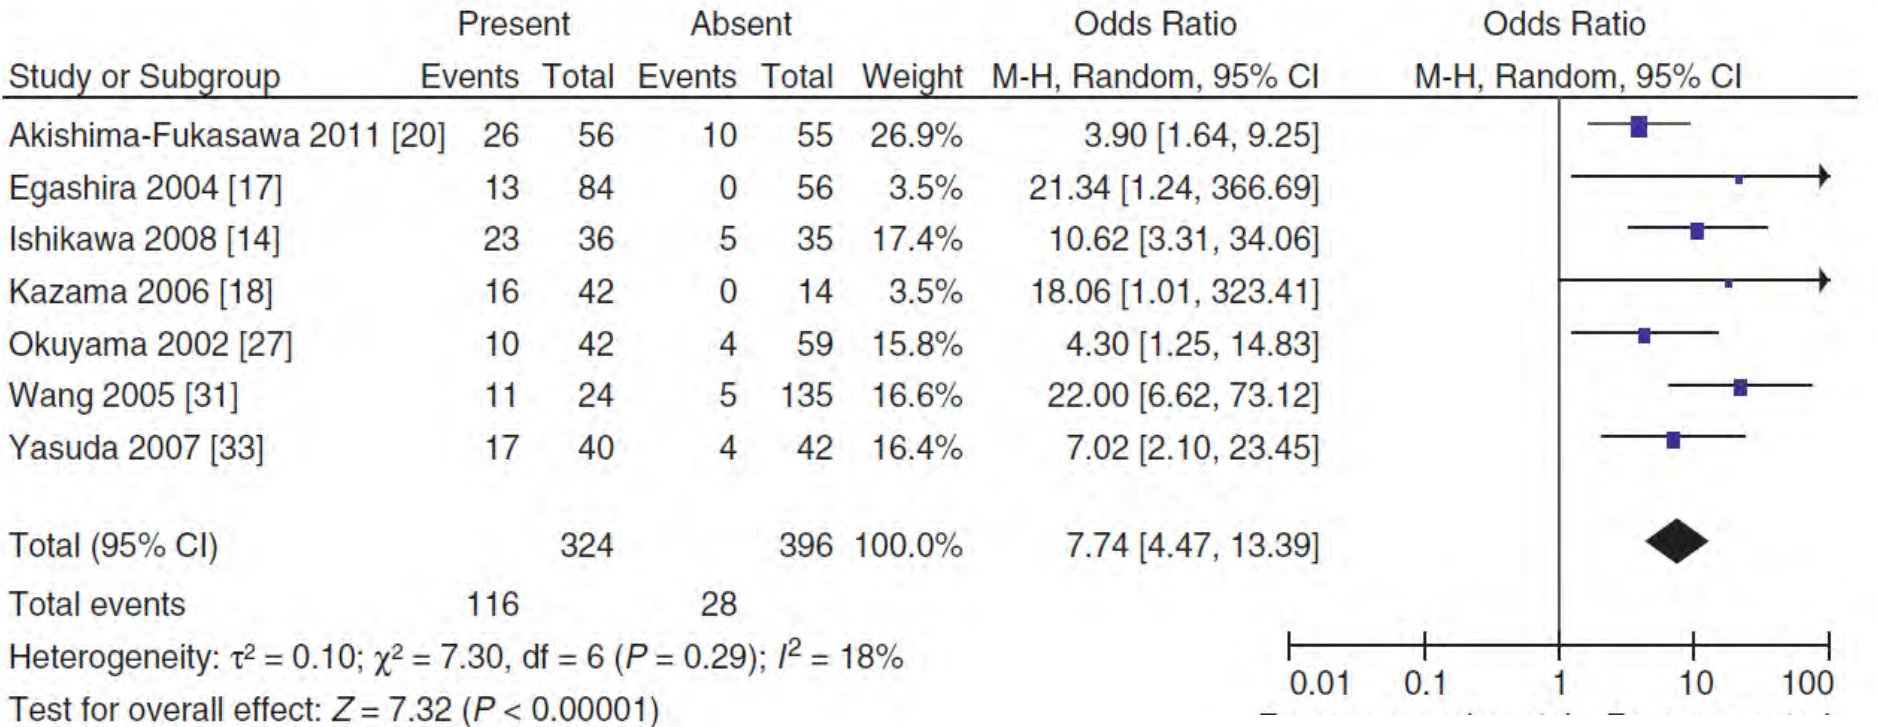 Present Absent Odds Ratio Odds Ratio
Study or Subgroup Events Total Events Total Weight M-H, Random, 95% CI M-H, Random, 95% CI
Akishima-Fukasawa 2011 [20] 26 56 10 55 26.9% 3.90 [1.64, 9.25]
Egashira 2004 [17] 13 84 0 56 3.5% 21.34 [1.24, 366.69]
Ishikawa 2008 [14] 23 36 5 35 17.4% 10.62 [3.31, 34.06]
Kazama 2006 [18] 16 42 0 14 3.5% 18.06 [1.01, 323.41]
Okuyama 2002 [27] 10 42 4 59 15.8% 4.30 [1.25, 14.83]
Wang 2005 [31] 11 24 5 135 16.6% 22.00 [6.62, 73.12]
Yasuda 2007 [33] 17 40 4 42 16.4% 7.02 [2.10, 23.45]
Total (95% CI) 324 396 100.0% 7.74 [4.47, 13.39]
Total events 116 28
Heterogeneity: τ² = 0.10; χ² = 7.30, df = 6 (P = 0.29); I² = 18%
0.01 0.1 1 10 100
Test for overall effect: Z = 7.32 (P < 0.00001)